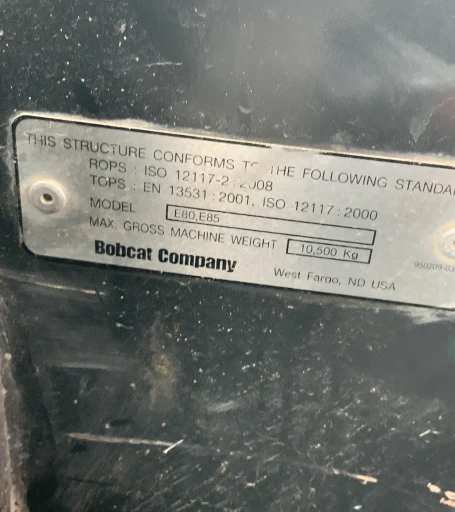 THIS STRUCTURE CONFORMS TO THE FOLLOWING STANDA
ROPS : ISO 12117-2 : 2008
TOPS : EN 13531 : 2001, ISO 12117 : 2000
MODEL E80,E85
MAX. GROSS MACHINE WEIGHT 10,500 Kg
Bobcat Company West Fargo, ND USA